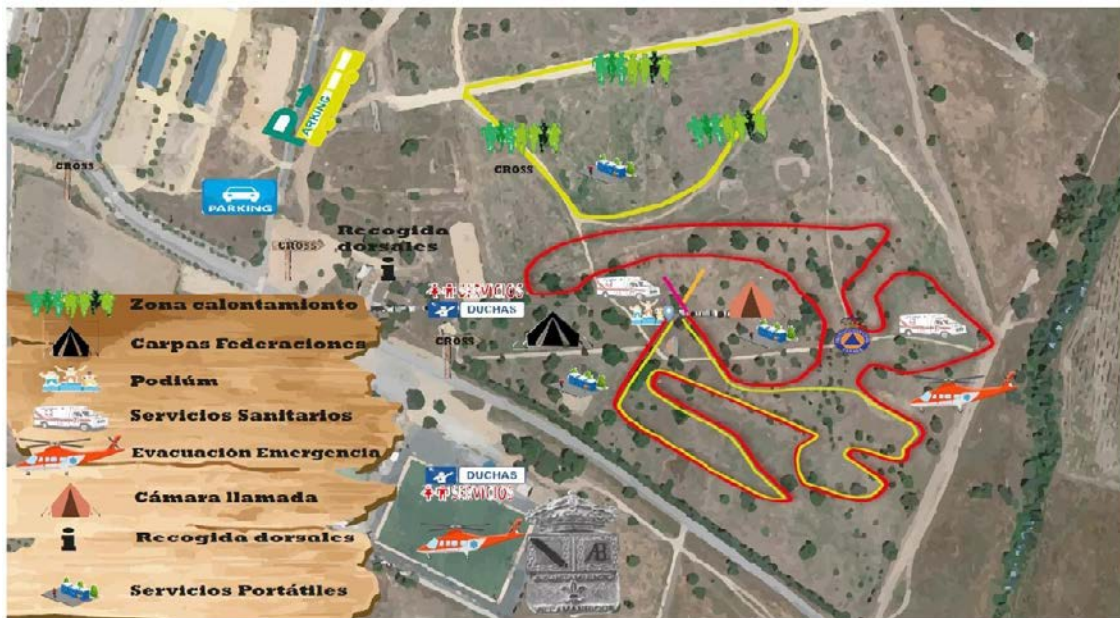 PARKING
CROSS
CROSS
PARKING
CROSS
Recogida
dorsales
i
SERVICIOS
DUCHAS
CROSS
Zona calentamiento
Carpas Federaciones
Podiúm
Servicios Sanitarios
Evacuación Emergencia
Cámara llamada
i
Recogida dorsales
Servicios Portátiles
DUCHAS
SERVICIOS